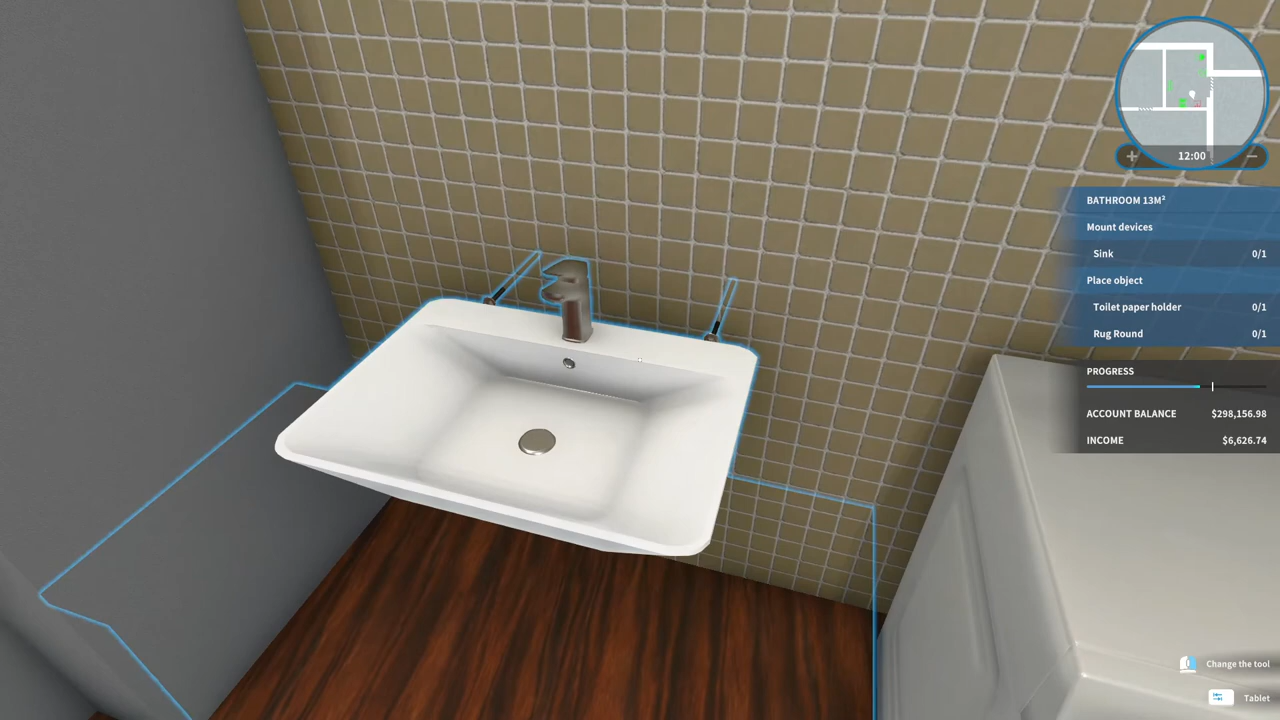 12:00
BATHROOM 13M²
Mount devices
Sink 0/1
Place object
Toilet paper holder 0/1
Rug Round 0/1
PROGRESS
ACCOUNT BALANCE $298,156.98
INCOME $6,626.74
Change the tool
Tablet